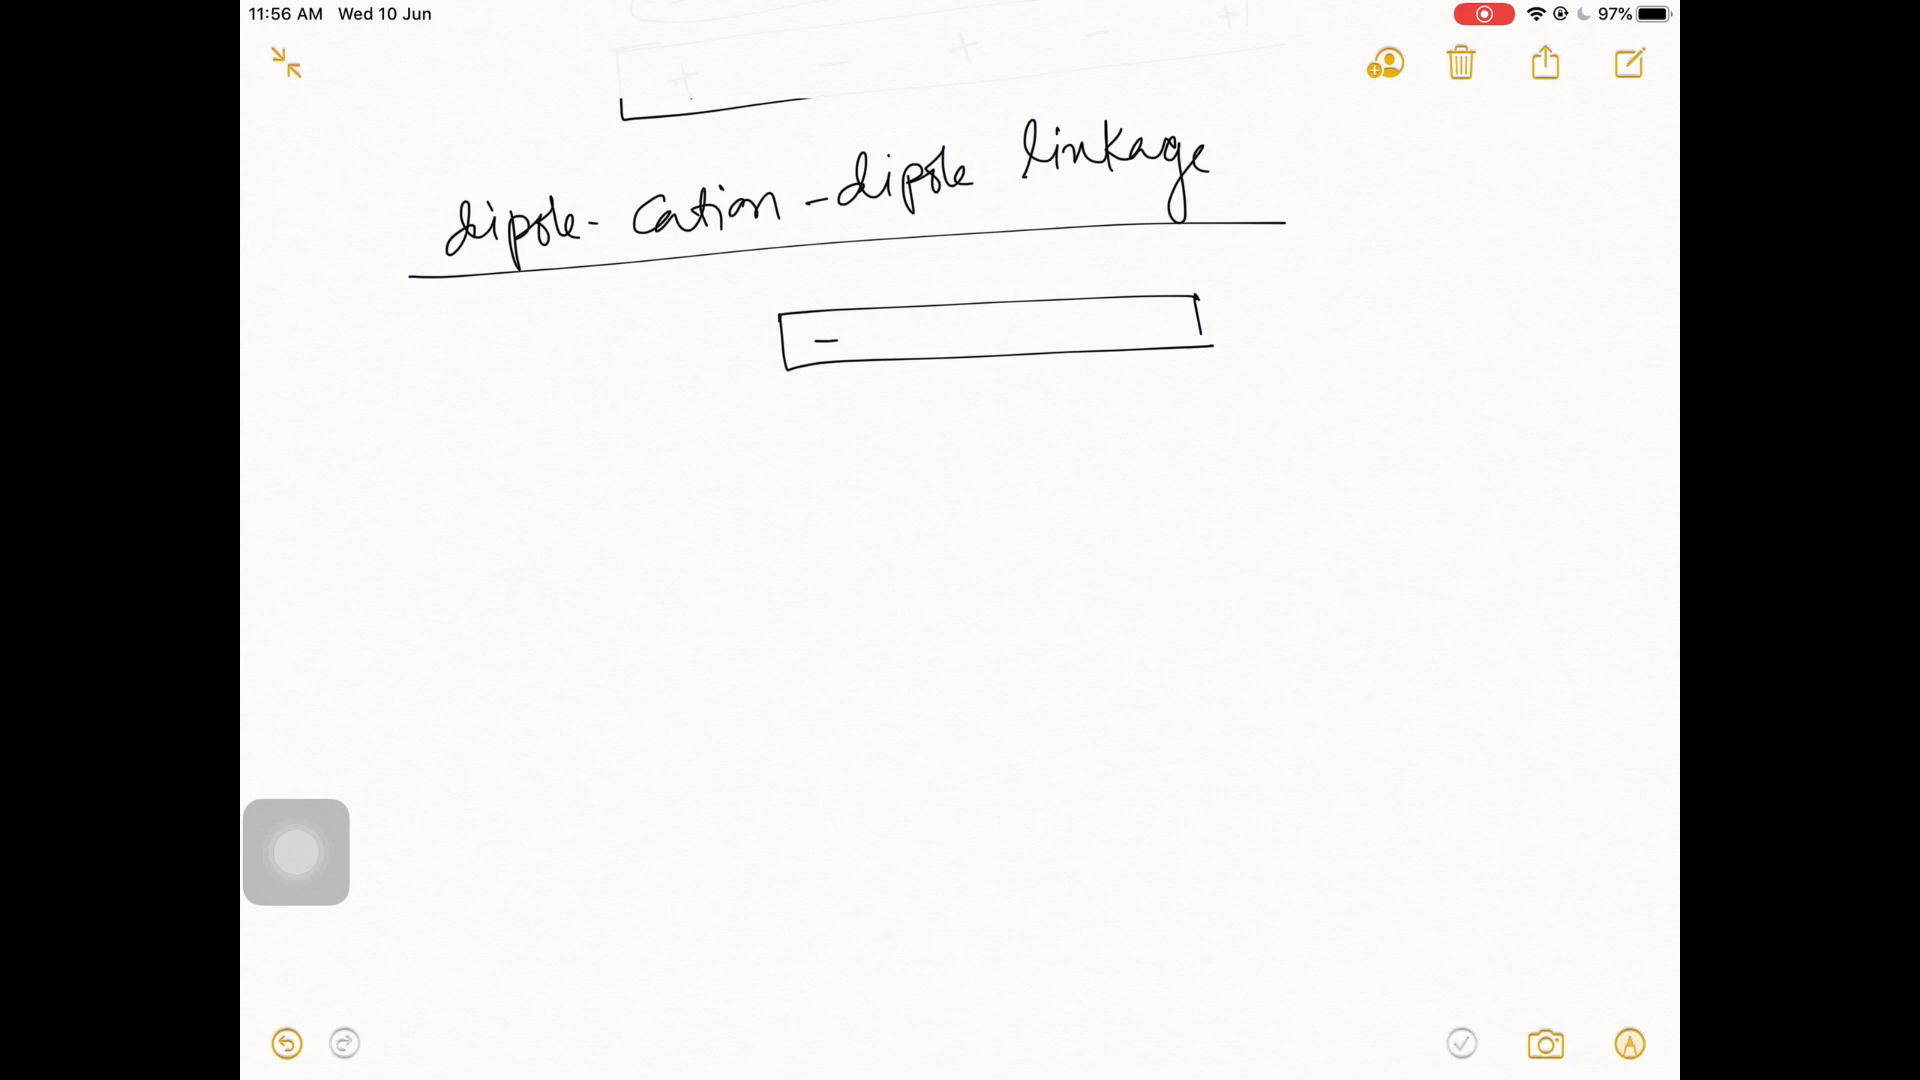 11:56 AM Wed 10 Jun 97%
+ - + - +
dipole - Cation - dipole linkage
-